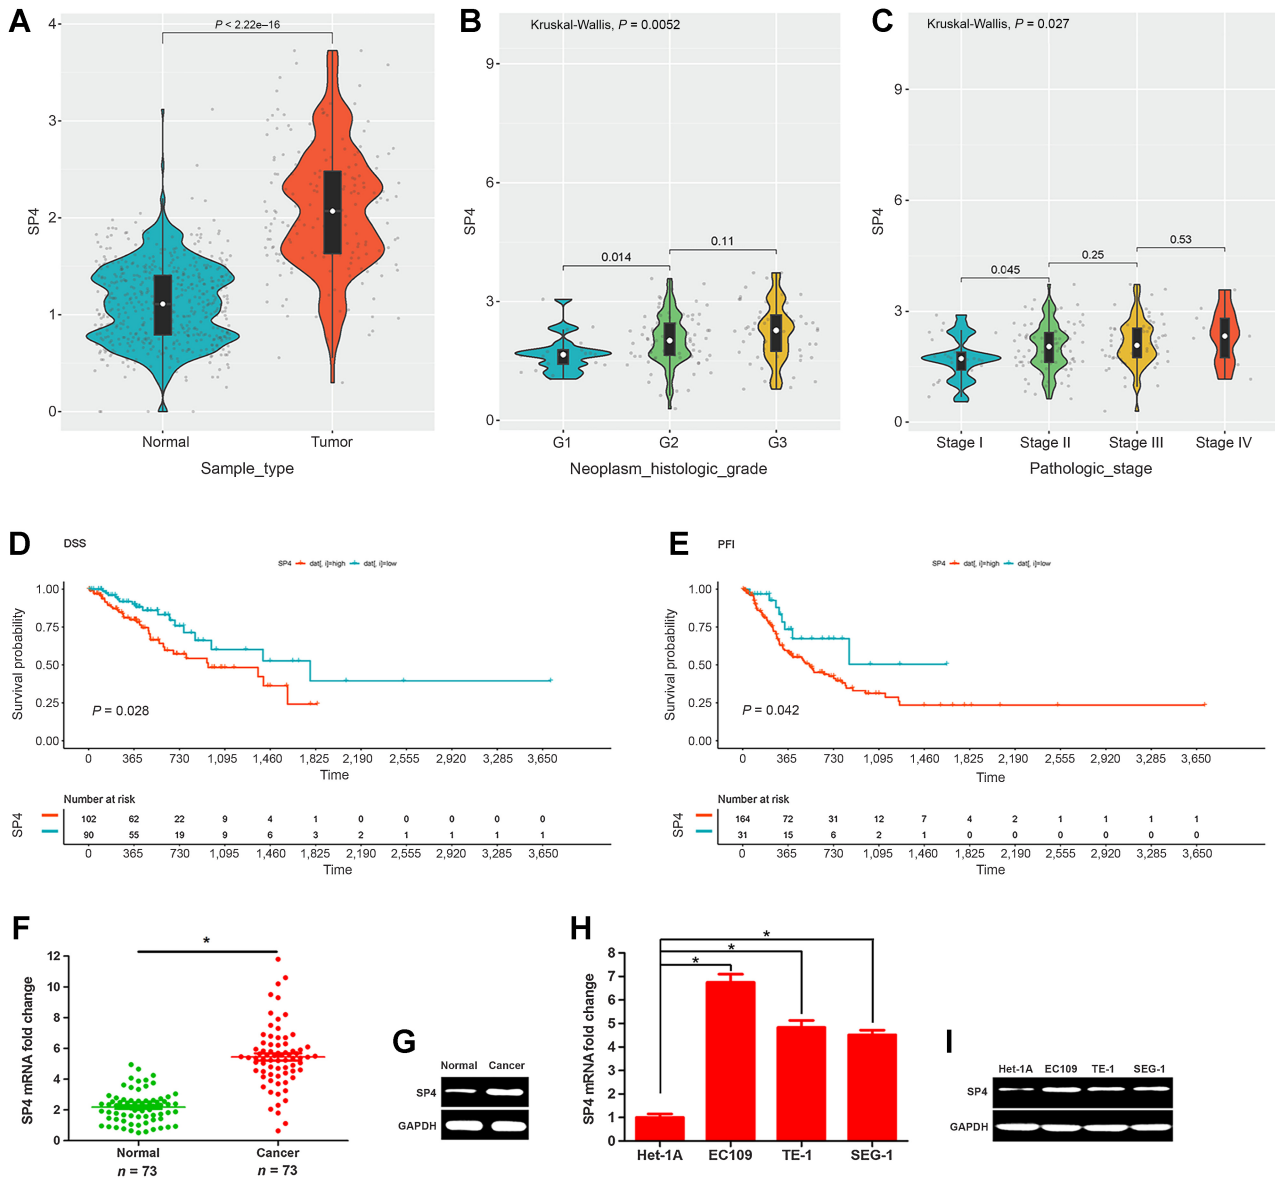 A
P < 2.22e–16
SP4
4
3
2
1
0
Normal Tumor
Sample_type
B
Kruskal-Wallis, P = 0.0052
SP4
9
6
3
0
0.014
0.11
G1 G2 G3
Neoplasm_histologic_grade
C
Kruskal-Wallis, P = 0.027
SP4
9
6
3
0
0.045
0.25
0.53
Stage I Stage II Stage III Stage IV
Pathologic_stage
D
DSS
SP4 dat[, i]=high dat[, i]=low
Survival probability
1.00
0.75
0.50
0.25
0.00
P = 0.028
0 365 730 1,095 1,460 1,825 2,190 2,555 2,920 3,285 3,650
Time
Number at risk
SP4
102 62 22 9 4 1 0 0 0 0 0
90 55 19 9 6 3 2 1 1 1 1
0 365 730 1,095 1,460 1,825 2,190 2,555 2,920 3,285 3,650
Time
E
PFI
SP4 dat[, i]=high dat[, i]=low
Survival probability
1.00
0.75
0.50
0.25
0.00
P = 0.042
0 365 730 1,095 1,460 1,825 2,190 2,555 2,920 3,285 3,650
Time
Number at risk
SP4
164 72 31 12 7 4 2 1 1 1 1
31 15 6 2 1 0 0 0 0 0 0
0 365 730 1,095 1,460 1,825 2,190 2,555 2,920 3,285 3,650
Time
F
SP4 mRNA fold change
12
10
8
6
4
2
0
*
Normal Cancer
n = 73 n = 73
G
Normal Cancer
SP4
GAPDH
H
SP4 mRNA fold change
8
7
6
5
4
3
2
1
0
*
*
*
Het-1A EC109 TE-1 SEG-1
I
Het-1A EC109 TE-1 SEG-1
SP4
GAPDH